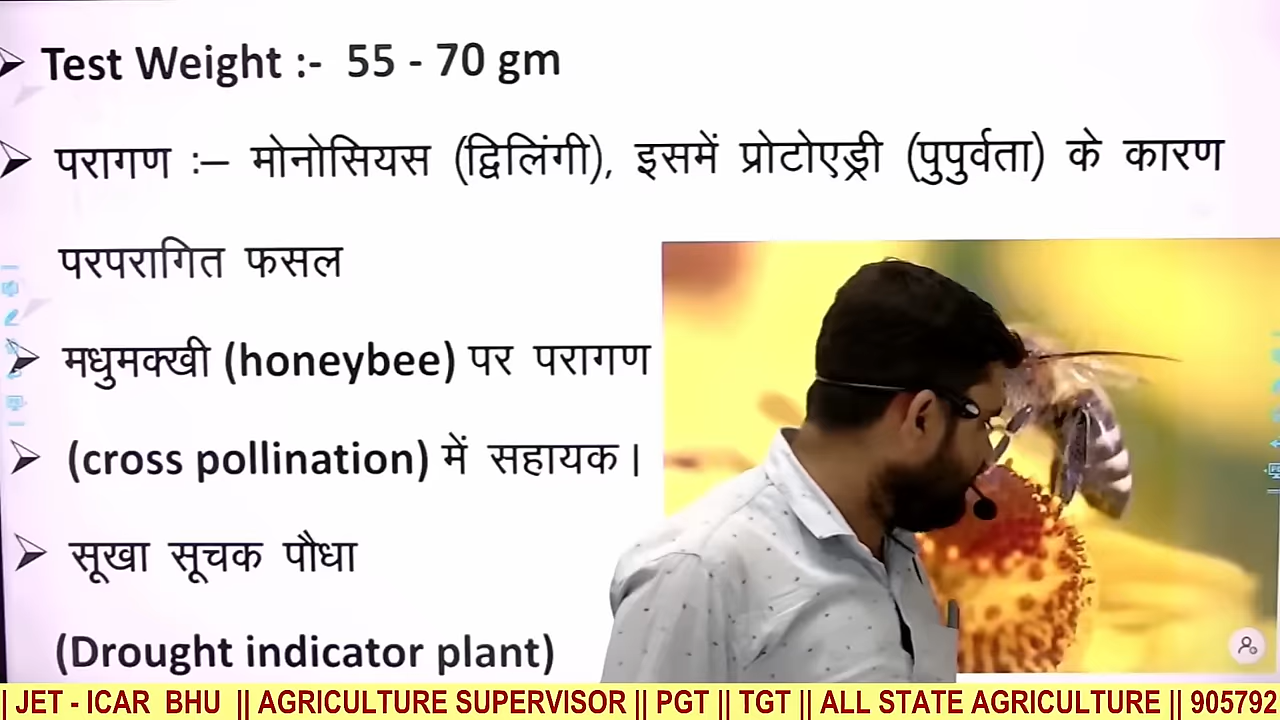 Test Weight :- 55 - 70 gm
परागण :– मोनोसियस (द्विलिंगी), इसमें प्रोटोएड्री (पुपुर्वता) के कारण
परपरागित फसल
मधुमक्खी (honeybee) पर परागण
(cross pollination) में सहायक।
सूखा सूचक पौधा
(Drought indicator plant)
| JET - ICAR BHU || AGRICULTURE SUPERVISOR || PGT || TGT || ALL STATE AGRICULTURE || 905792